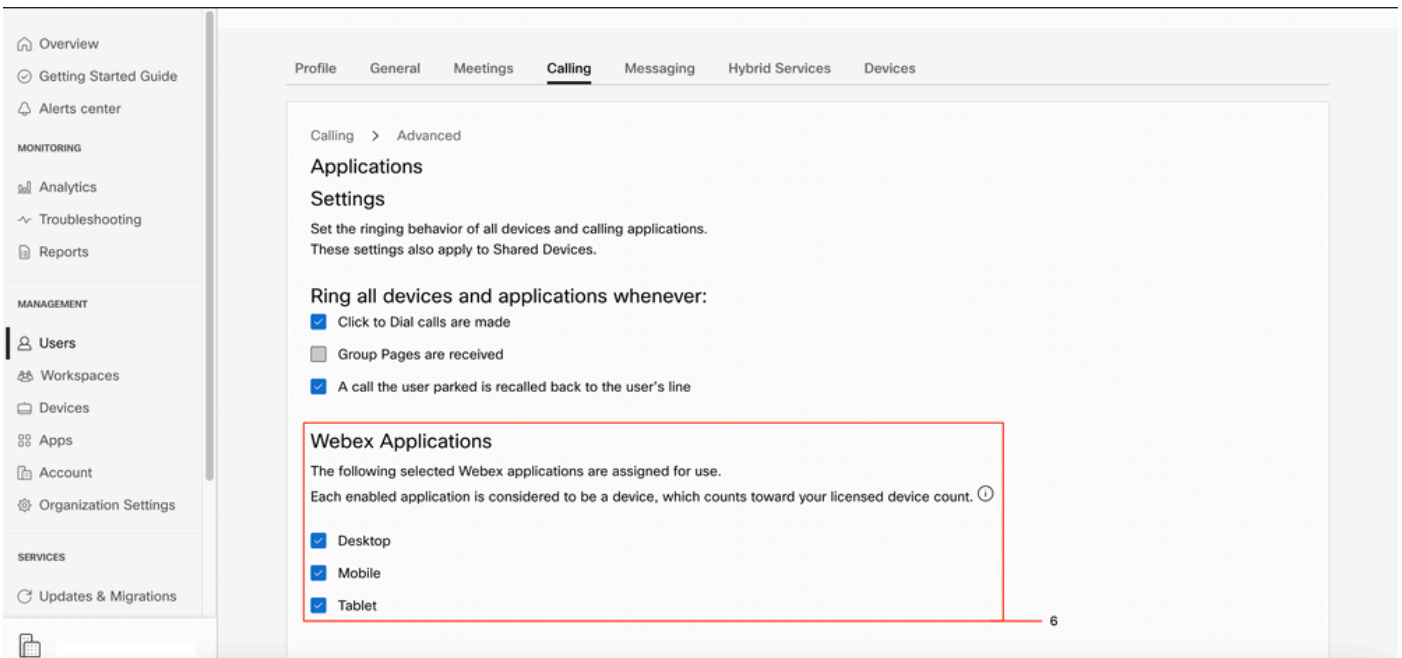 Overview
Getting Started Guide
Alerts center
MONITORING
Analytics
Troubleshooting
Reports
MANAGEMENT
Users
Workspaces
Devices
Apps
Account
Organization Settings
SERVICES
Updates & Migrations
Profile General Meetings Calling Messaging Hybrid Services Devices
Calling > Advanced
Applications
Settings
Set the ringing behavior of all devices and calling applications.
These settings also apply to Shared Devices.
Ring all devices and applications whenever:
Click to Dial calls are made
Group Pages are received
A call the user parked is recalled back to the user's line
Webex Applications
The following selected Webex applications are assigned for use.
Each enabled application is considered to be a device, which counts toward your licensed device count.
Desktop
Mobile
Tablet
6